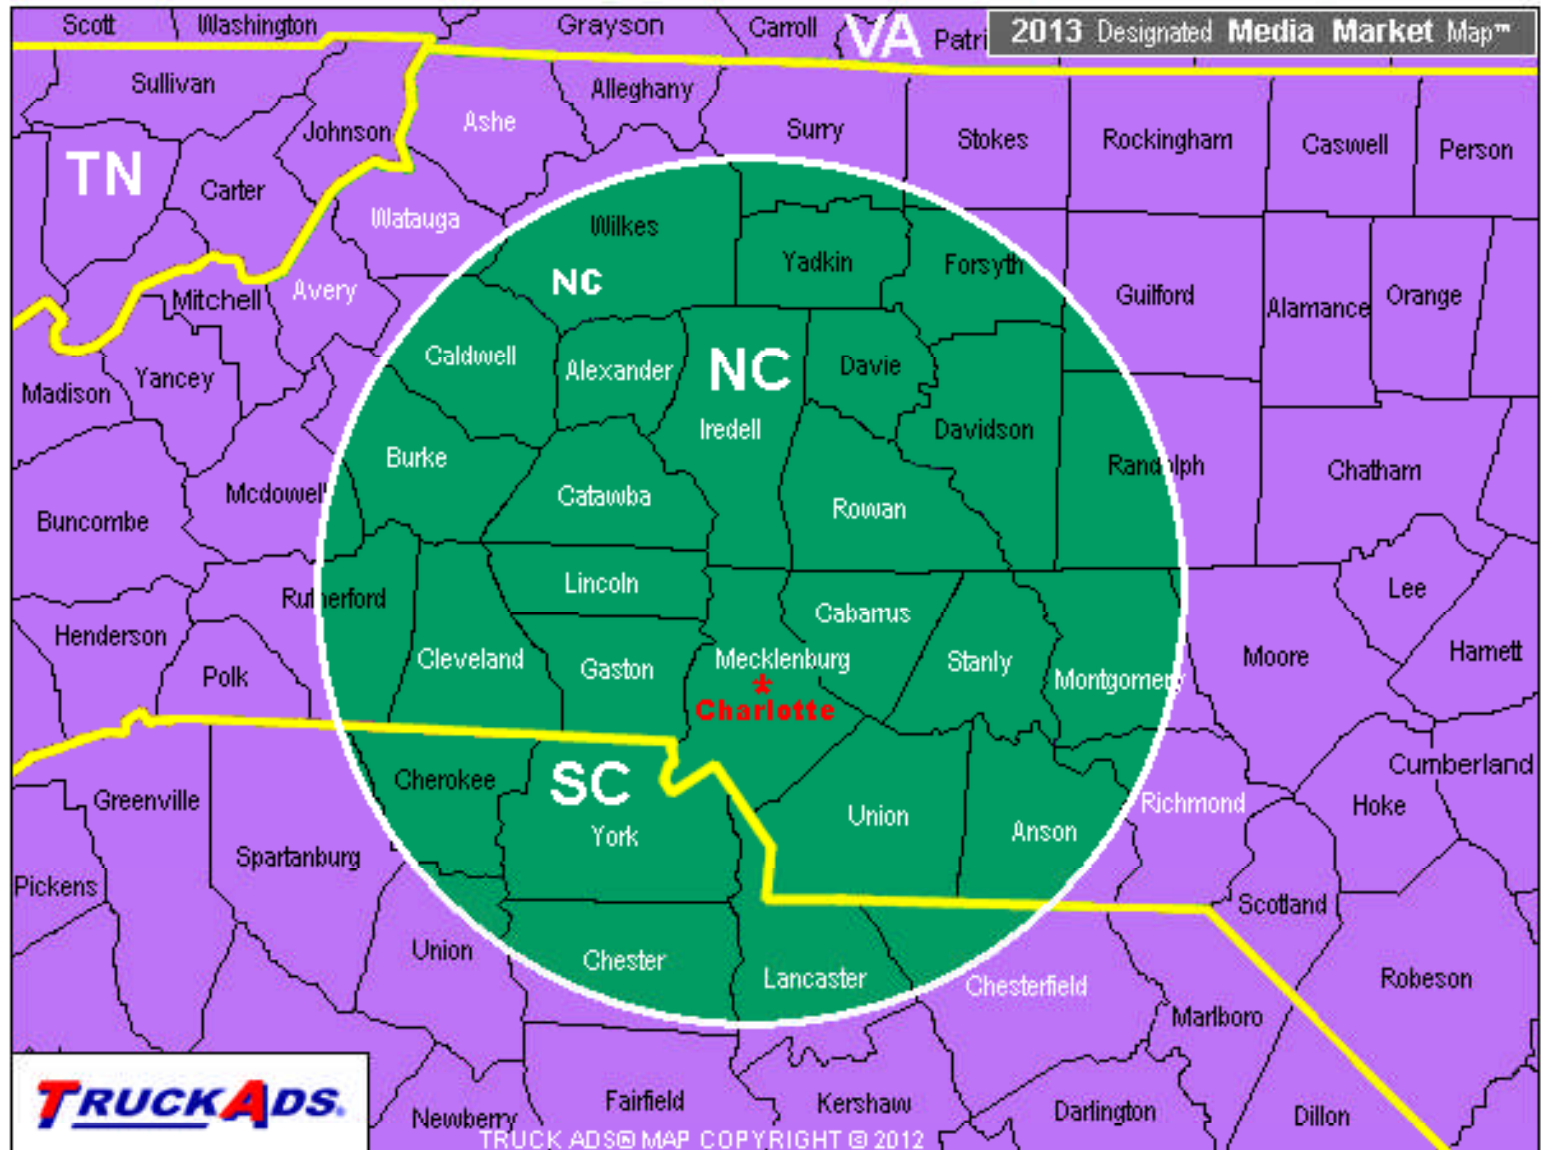 Scott Washington Grayson Carroll VA Patri 2013 Designated Media Market Map™
Sullivan Alleghany
Johnson Ashe Surry Stokes Rockingham Caswell Person
TN Carter
Watauga Wilkes
NC Yadkin Forsyth
Mitchell Avery Guilford Alamance Orange
Caldwell Alexander NC Davie
Madison Yancey
Iredell Davidson
Burke Randolph Chatham
Mcdowell Catawba Rowan
Buncombe
Rutherford Lincoln Cabarrus Lee
Henderson Cleveland Gaston Mecklenburg Stanly Moore Harnett
Polk Montgomery
Charlotte
Cherokee SC Cumberland
Greenville York Union Anson Richmond Hoke
Spartanburg
Pickens Scotland
Union Chester Lancaster Chesterfield Robeson
Marlboro
TRUCKADS.
Newberry Fairfield Kershaw Darlington Dillon
TRUCK ADS® MAP COPYRIGHT © 2012